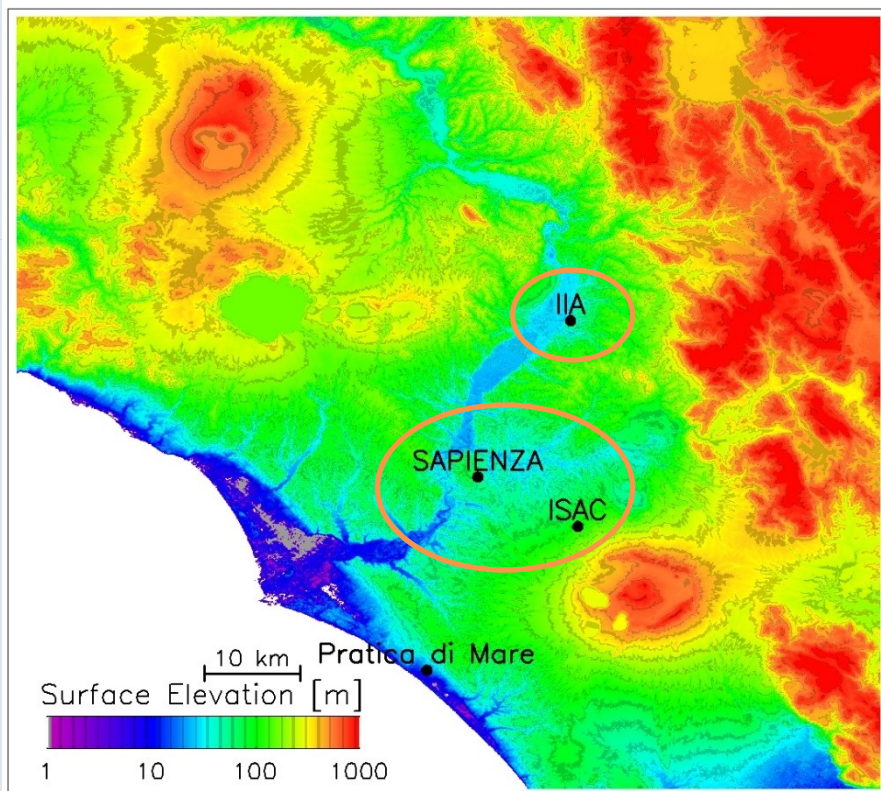 IIA
SAPIENZA
ISAC
10 km
Pratica di Mare
Surface Elevation [m]
1 10 100 1000